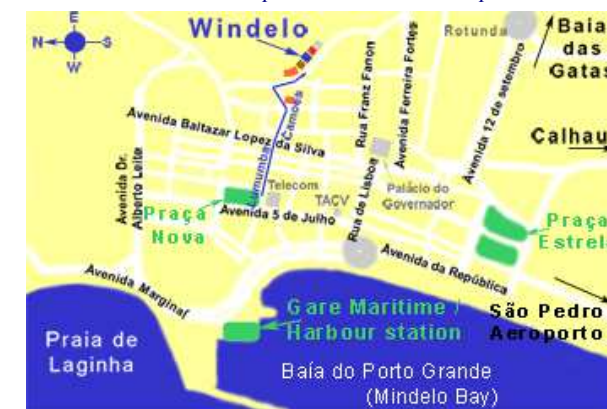 E
N
S
W
Windelo
Rotunda
Baia
das
Gatas
Avenida 12 de setembro
Rua Franz Fanon
Avenida Ferreira Fortes
Avenida Baltazar Lopez da Silva
Lumumba / Camoes
Calhau
Avenida Dr.
Alberto Leite
Telecom
TACV
Palácio do
Governador
Praça
Nova
Avenida 5 de Julho
Rua de Lisboa
Praça
Estrel
Avenida da República
Avenida Marginal
Gare Maritime /
Harbour station
São Pedro
Aeroporto
Praia de
Laginha
Baía do Porto Grande
(Mindelo Bay)